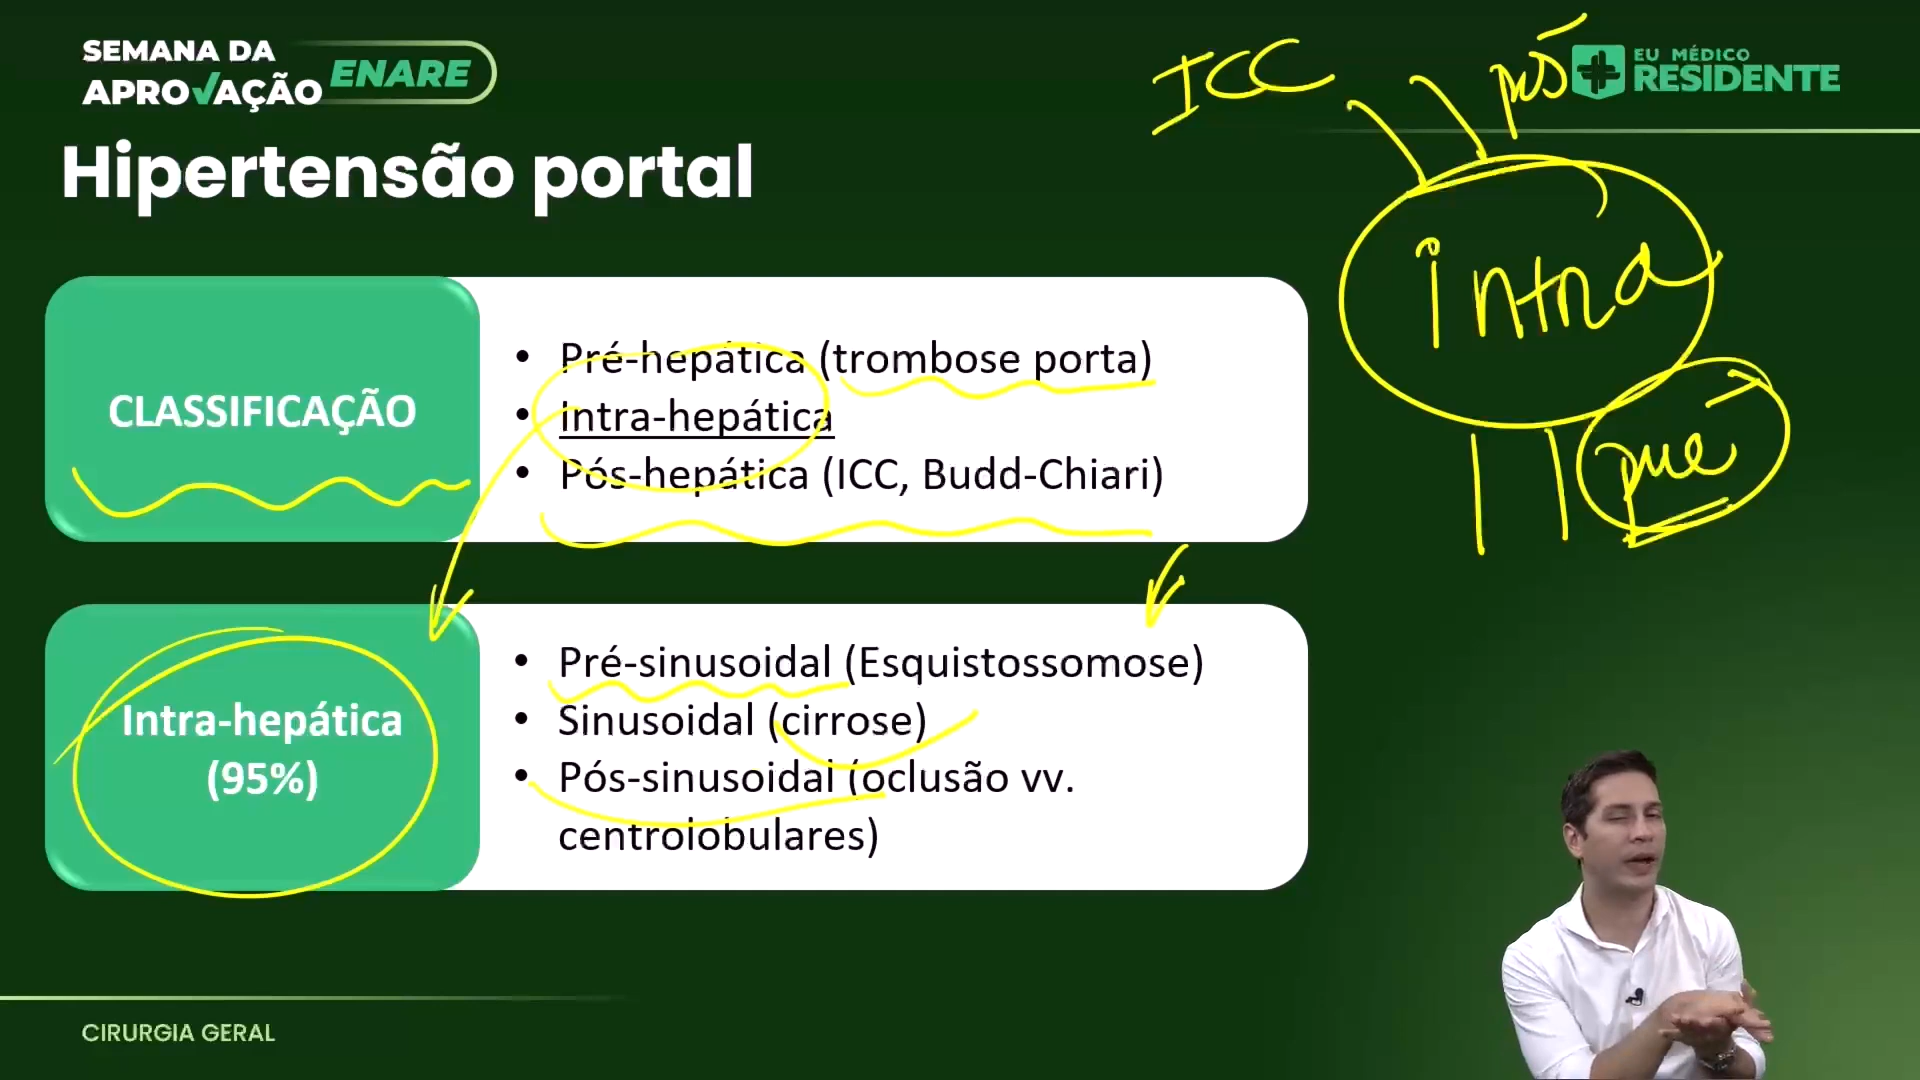 SEMANA DA
APROVAÇÃO ENARE
EU MÉDICO
RESIDENTE
ICC
pós
Hipertensão portal
intra
pré
CLASSIFICAÇÃO
• Pré-hepática (trombose porta)
• Intra-hepática
• Pós-hepática (ICC, Budd-Chiari)
Intra-hepática
(95%)
• Pré-sinusoidal (Esquistossomose)
• Sinusoidal (cirrose)
• Pós-sinusoidal (oclusão vv.
centrolobulares)
CIRURGIA GERAL